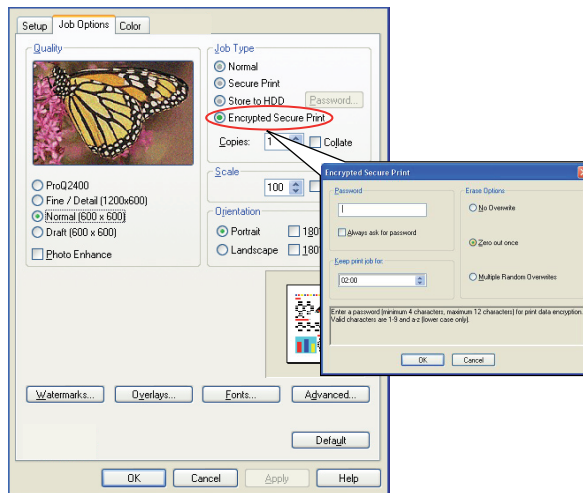 Setup
Job Options
Color
Quality
ProQ2400
Fine / Detail (1200x600)
Normal (600 x 600)
Draft (600 x 600)
Photo Enhance
Job Type
Normal
Secure Print
Store to HDD
Password...
Encrypted Secure Print
Copies:
1
Collate
Scale
100
Orientation
Portrait
180
Landscape
180
Watermarks...
Overlays...
Fonts...
Advanced...
Default
OK
Cancel
Apply
Help
Encrypted Secure Print
Password
Always ask for password
Keep print job for:
02:00
Erase Options
No Overwrite
Zero out once
Multiple Random Overwrites
Enter a password (minimum 4 characters, maximum 12 characters) for print data encryption.
Valid characters are 1-9 and a-z (lower case only).
OK
Cancel